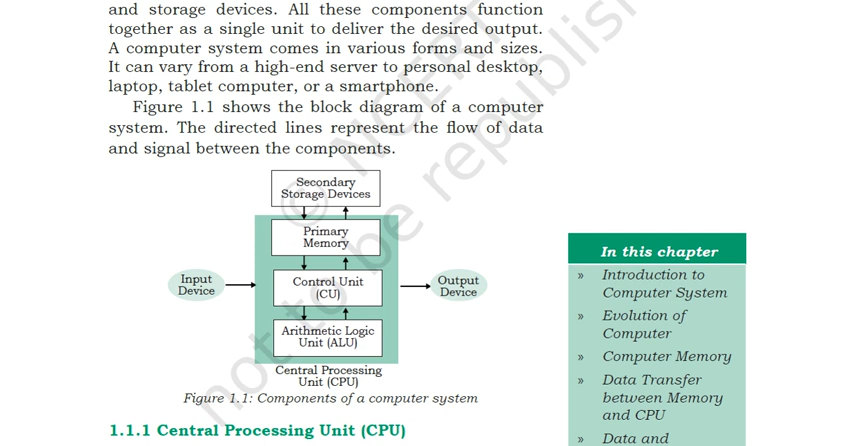 and storage devices. All these components function
together as a single unit to deliver the desired output.
A computer system comes in various forms and sizes.
It can vary from a high-end server to personal desktop,
laptop, tablet computer, or a smartphone.
Figure 1.1 shows the block diagram of a computer
system. The directed lines represent the flow of data
and signal between the components.
Secondary
Storage Devices
Primary
Memory
Input
Device
Control Unit
(CU)
Output
Device
Arithmetic Logic
Unit (ALU)
Central Processing
Unit (CPU)
Figure 1.1: Components of a computer system
1.1.1 Central Processing Unit (CPU)
In this chapter
» Introduction to
Computer System
» Evolution of
Computer
» Computer Memory
» Data Transfer
between Memory
and CPU
» Data and
© NCERT
not to be republish